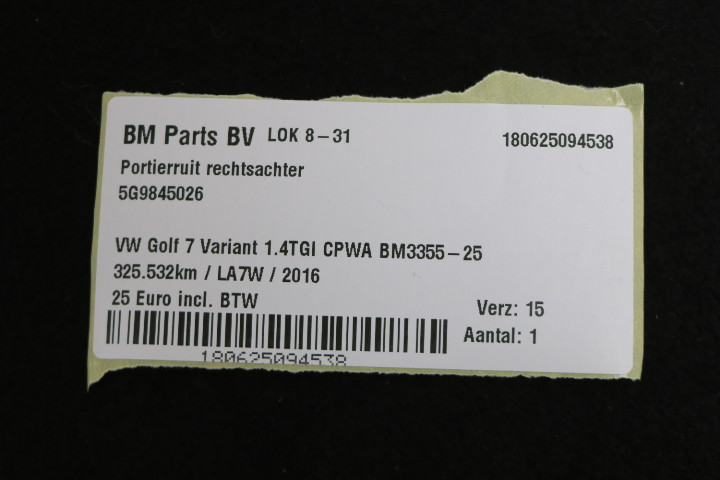 BM Parts BV LOK 8-31 180625094538
Portierruit rechtsachter
5G9845026
VW Golf 7 Variant 1.4TGI CPWA BM3355-25
325.532km / LA7W / 2016
25 Euro incl. BTW
Verz: 15
Aantal: 1
180625094538